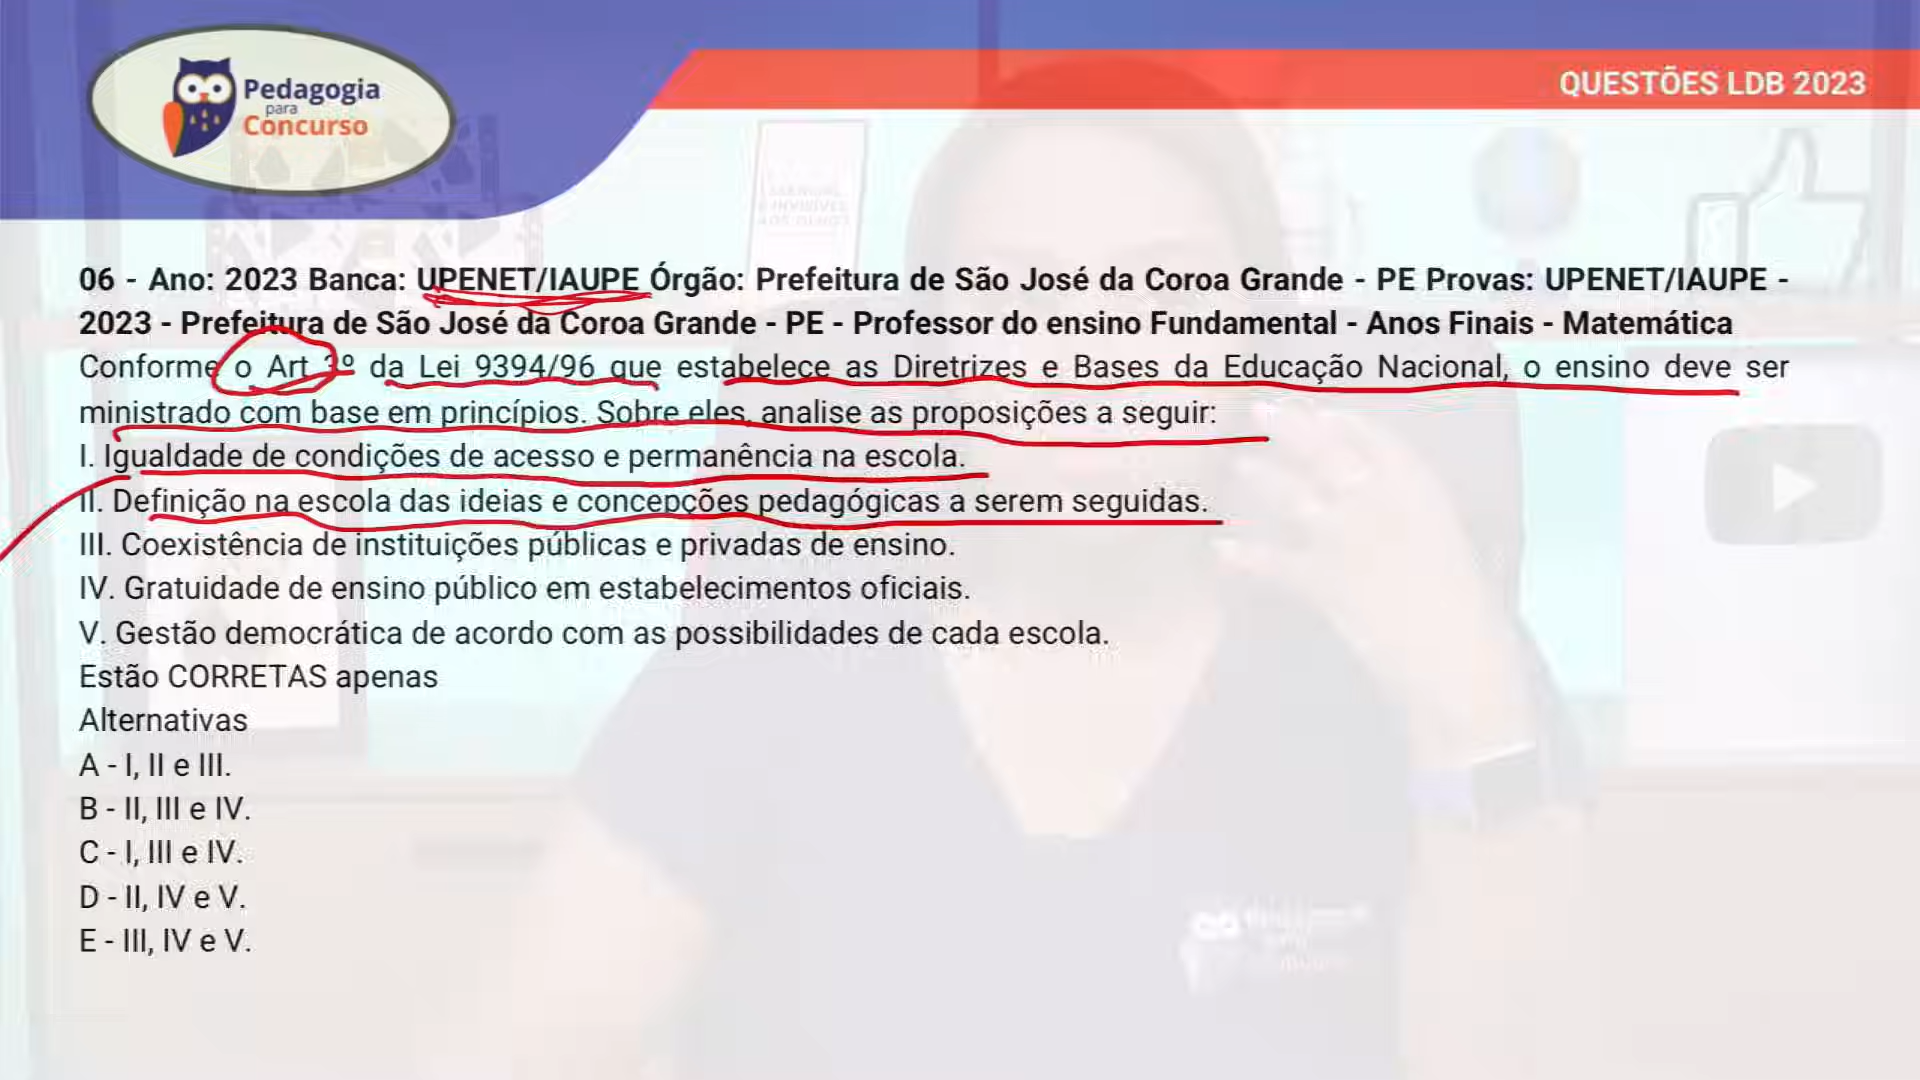 Pedagogia
para
Concurso
QUESTÕES LDB 2023
06 - Ano: 2023 Banca: UPENET/IAUPE Órgão: Prefeitura de São José da Coroa Grande - PE Provas: UPENET/IAUPE -
2023 - Prefeitura de São José da Coroa Grande - PE - Professor do ensino Fundamental - Anos Finais - Matemática
Conforme o Art 3º da Lei 9394/96 que estabelece as Diretrizes e Bases da Educação Nacional, o ensino deve ser
ministrado com base em princípios. Sobre eles, analise as proposições a seguir:
I. Igualdade de condições de acesso e permanência na escola.
II. Definição na escola das ideias e concepções pedagógicas a serem seguidas.
III. Coexistência de instituições públicas e privadas de ensino.
IV. Gratuidade de ensino público em estabelecimentos oficiais.
V. Gestão democrática de acordo com as possibilidades de cada escola.
Estão CORRETAS apenas
Alternativas
A - I, II e III.
B - II, III e IV.
C - I, III e IV.
D - II, IV e V.
E - III, IV e V.